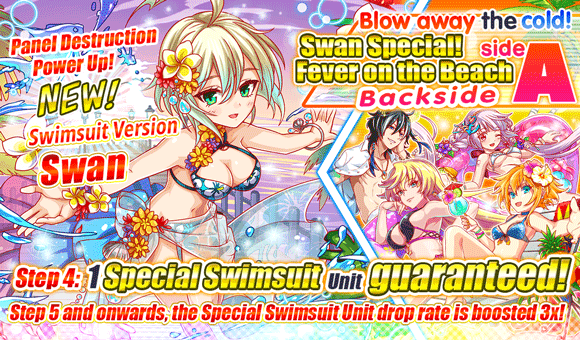 Panel Destruction
Power Up!
NEW!
Swimsuit Version
Swan
Blow away the cold!
Swan Special!
Fever on the Beach
side
A
Backside
Step 4: 1 Special Swimsuit Unit guaranteed!
Step 5 and onwards, the Special Swimsuit Unit drop rate is boosted 3x!